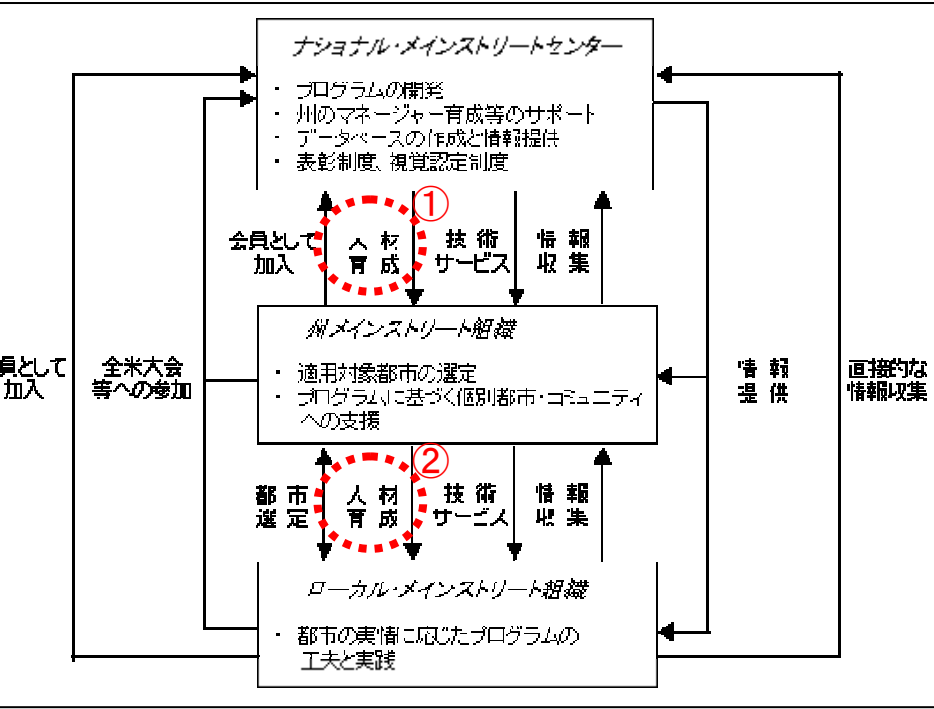 ナショナル・メインストリートセンター
・ プログラムの開発
・ 州のマネージャー育成等のサポート
・ データベースの作成と情報提供
・ 表彰制度、視覚認定制度
①
会員として
加入
人 材
育 成
技 術
サービス
情 報
収 集
州メインストリート組織
・ 適用対象都市の選定
・ プログラムに基づく個別都市・コミュニティ
への支援
員として
加入
全米大会
等への参加
情 報
提 供
直接的な
情報収集
②
都 市
選 定
人 材
育 成
技 術
サービス
情 報
収 集
ローカル・メインストリート組織
・ 都市の実情に応じたプログラムの
工夫と実践